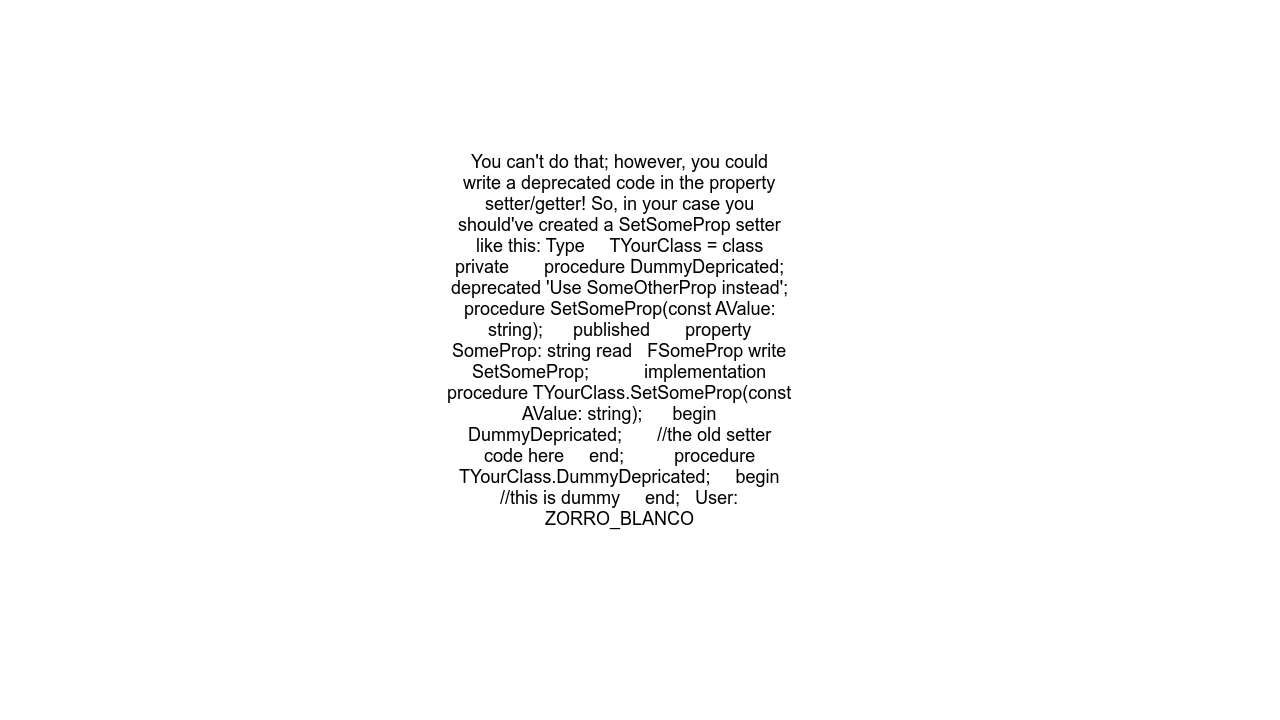 You can't do that; however, you could
write a deprecated code in the property
setter/getter! So, in your case you
should've created a SetSomeProp setter
like this: Type     TYourClass = class
private       procedure DummyDepricated;
deprecated 'Use SomeOtherProp instead';
procedure SetSomeProp(const AValue:
string);      published       property
SomeProp: string read   FSomeProp write
SetSomeProp;           implementation
procedure TYourClass.SetSomeProp(const
AValue: string);      begin
DummyDepricated;       //the old setter
code here     end;          procedure
TYourClass.DummyDepricated;     begin
//this is dummy     end;   User:
ZORRO_BLANCO